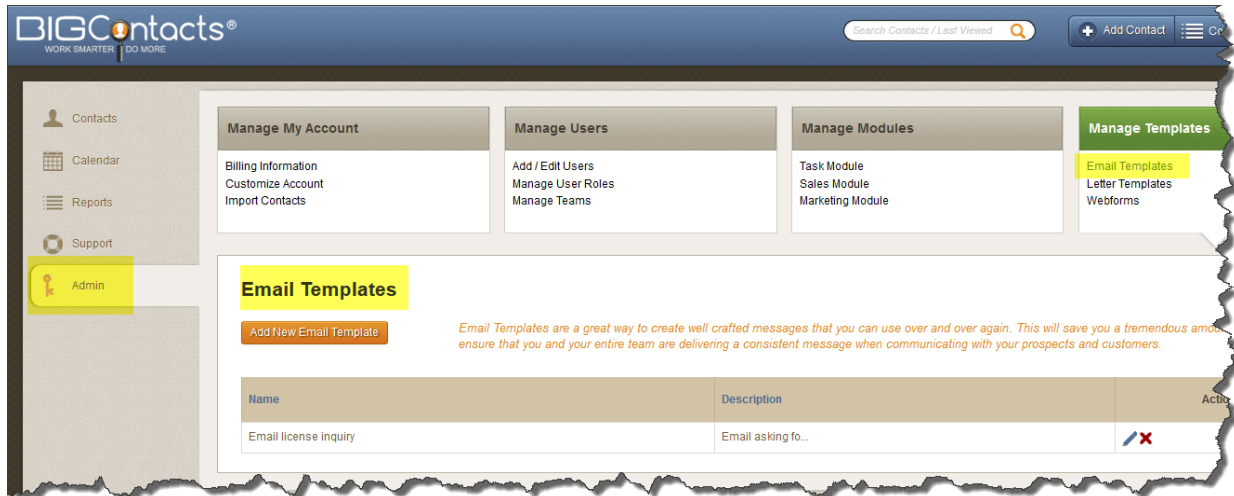 BIGContacts®
WORK SMARTER DO MORE
Search Contacts / Last Viewed
Add Contact
Contacts
Calendar
Reports
Support
Admin
Manage My Account
Billing Information
Customize Account
Import Contacts
Manage Users
Add / Edit Users
Manage User Roles
Manage Teams
Manage Modules
Task Module
Sales Module
Marketing Module
Manage Templates
Email Templates
Letter Templates
Webforms
Email Templates
Add New Email Template
Email Templates are a great way to create well crafted messages that you can use over and over again. This will save you a tremendous
ensure that you and your entire team are delivering a consistent message when communicating with your prospects and customers.
Name Description
Email license inquiry Email asking fo...